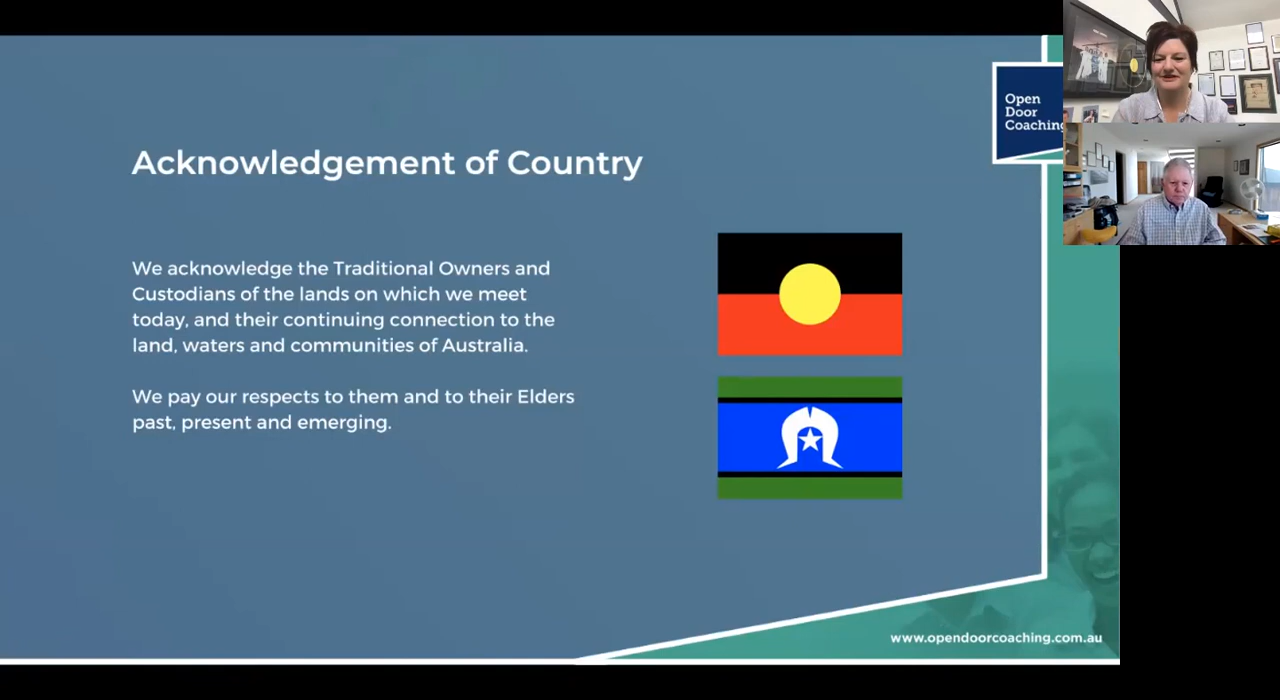 Acknowledgement of Country
We acknowledge the Traditional Owners and
Custodians of the lands on which we meet
today, and their continuing connection to the
land, waters and communities of Australia.
We pay our respects to them and to their Elders
past, present and emerging.
Open
Door
Coaching
www.opendoorcoaching.com.au